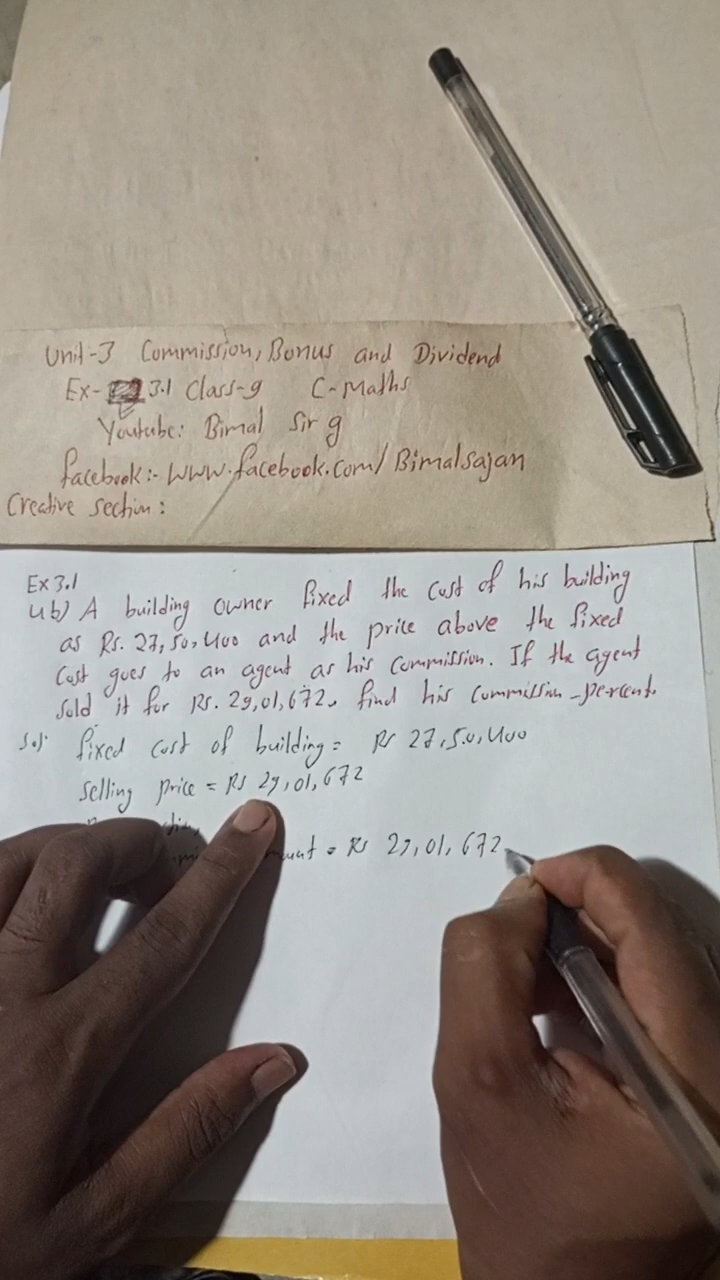 Unit-3 Commission, Bonus and Dividend
Ex- 3.1 Class-9 C-Maths
Youtube: Bimal Sir g
facebook:- www.facebook.com/Bimalsajan
Creative section:
Ex 3.1
4b) A building owner fixed the cost of his building
as Rs. 27,50,400 and the price above the fixed
cost goes to an agent as his commission. If the agent
sold it for Rs. 29,01,672, find his commission-percent.
Sol: fixed cost of building = Rs 27,50,400
Selling price = Rs 29,01,672
= Rs 29,01,672